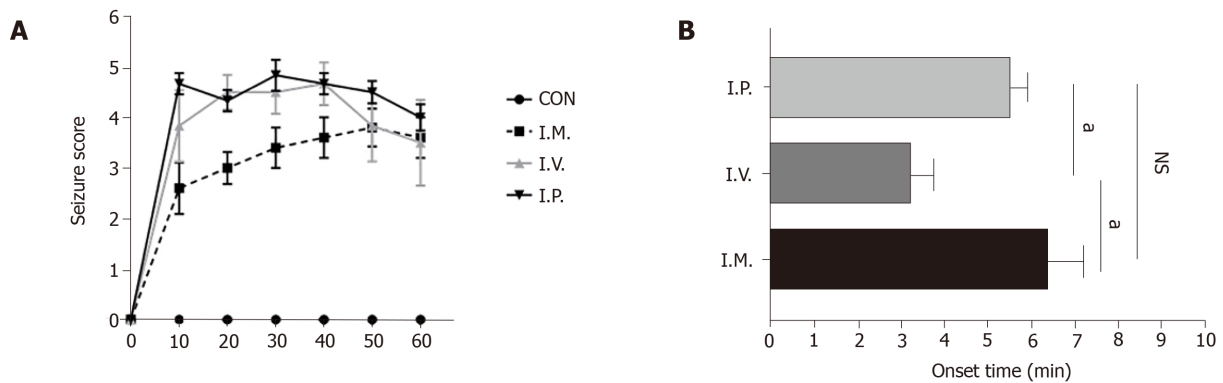 A
Seizure score
6
5
4
3
2
1
0
0 10 20 30 40 50 60
CON
I.M.
I.V.
I.P.
B
I.P.
I.V.
I.M.
a
a
NS
0 1 2 3 4 5 6 7 8 9 10
Onset time (min)